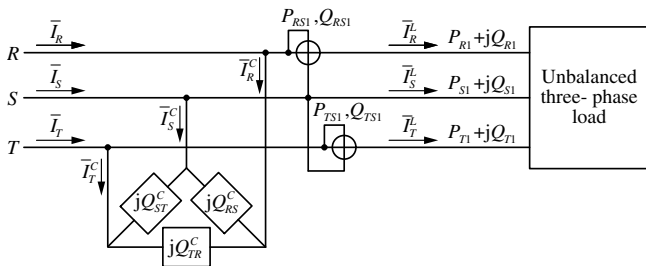 P_RS1,Q_RS1
R I̅_R I̅_R^L P_R1+jQ_R1
I̅_R^C
S I̅_S I̅_S^L P_S1+jQ_S1
P_TS1,Q_TS1
I̅_S^C
T I̅_T I̅_T^L P_T1+jQ_T1
I̅_T^C
Unbalanced
three- phase
load
jQ_ST^C jQ_RS^C
jQ_TR^C